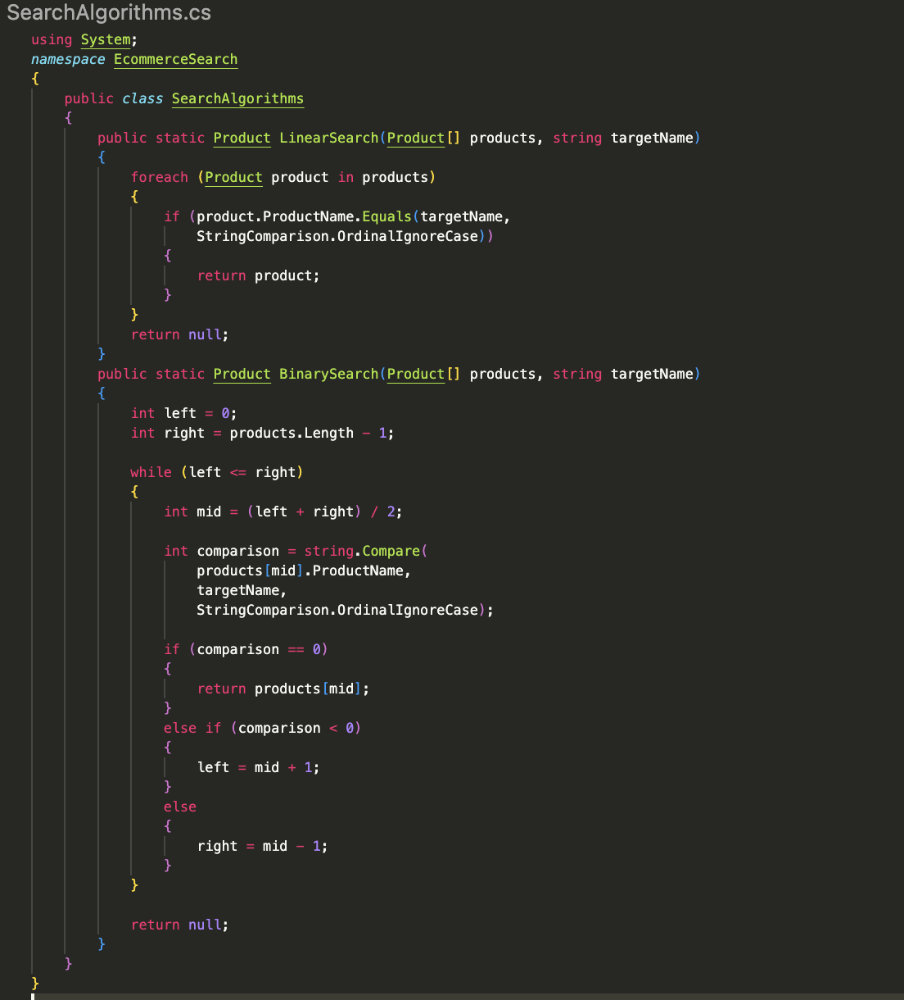 SearchAlgorithms.cs
using System;
namespace EcommerceSearch
{
    public class SearchAlgorithms
    {
        public static Product LinearSearch(Product[] products, string targetName)
        {
            foreach (Product product in products)
            {
                if (product.ProductName.Equals(targetName,
                    StringComparison.OrdinalIgnoreCase))
                {
                    return product;
                }
            }
            return null;
        }
        public static Product BinarySearch(Product[] products, string targetName)
        {
            int left = 0;
            int right = products.Length - 1;

            while (left <= right)
            {
                int mid = (left + right) / 2;

                int comparison = string.Compare(
                    products[mid].ProductName,
                    targetName,
                    StringComparison.OrdinalIgnoreCase);

                if (comparison == 0)
                {
                    return products[mid];
                }
                else if (comparison < 0)
                {
                    left = mid + 1;
                }
                else
                {
                    right = mid - 1;
                }
            }

            return null;
        }
    }
}